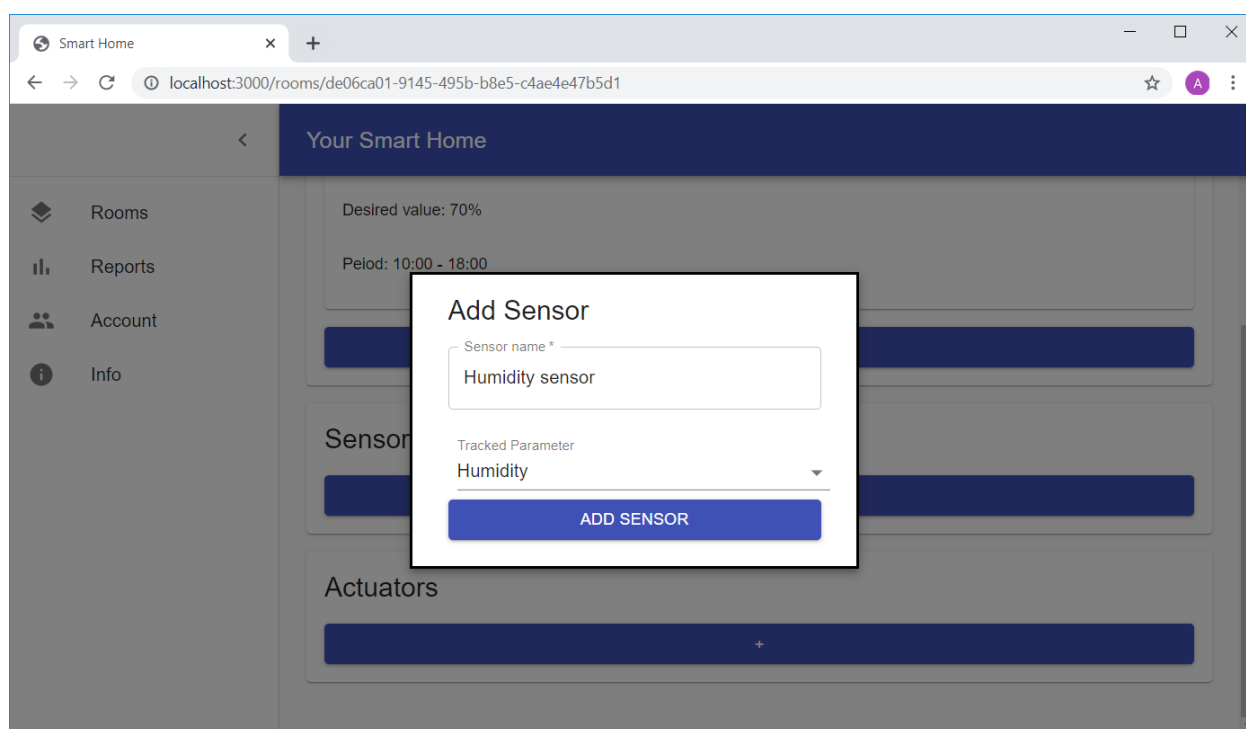 Smart Home
localhost:3000/rooms/de06ca01-9145-495b-b8e5-c4ae4e47b5d1
A
Your Smart Home
Rooms
Reports
Account
Info
Desired value: 70%
Peiod: 10:00 - 18:00
Add Sensor
Sensor name *
Humidity sensor
Tracked Parameter
Humidity
ADD SENSOR
Sensor
Actuators
+